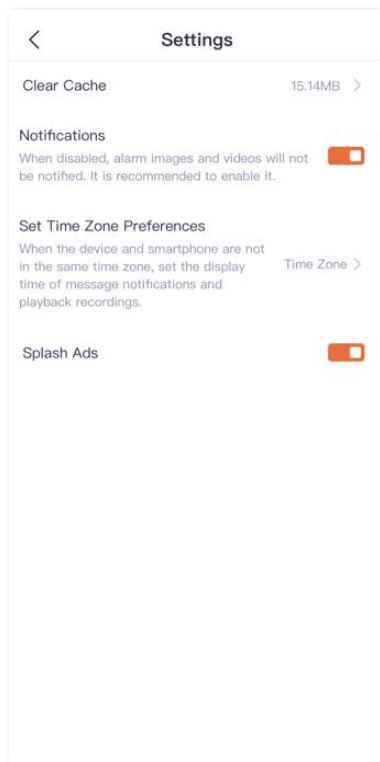 Settings
Clear Cache
15.14MB
Notifications
When disabled, alarm images and videos will not
be notified. It is recommended to enable it.
Set Time Zone Preferences
When the device and smartphone are not
in the same time zone, set the display
time of message notifications and
playback recordings.
Time Zone
Splash Ads